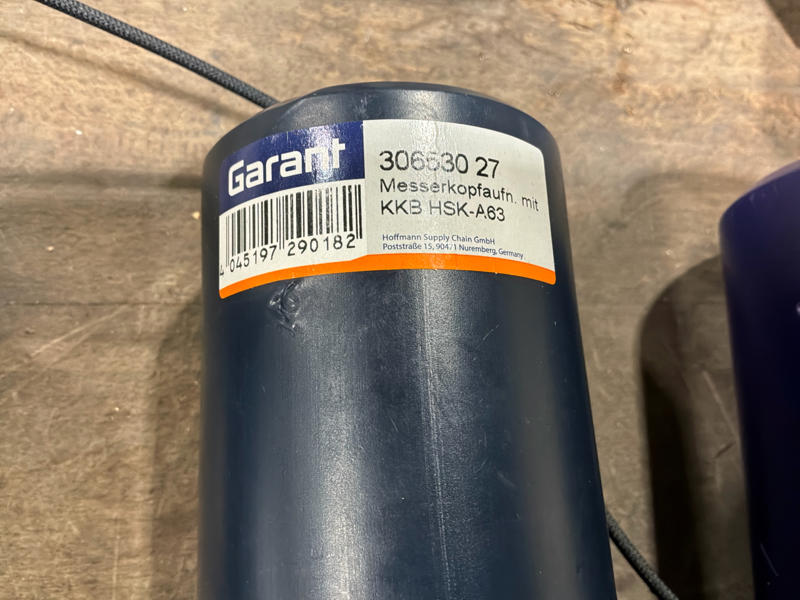 Garant
4 045197 290182
306530 27
Messerkopfaufn. mit
KKB HSK-A63
Hoffmann Supply Chain GmbH
Poststraße 15, 90471 Nuremberg, Germany